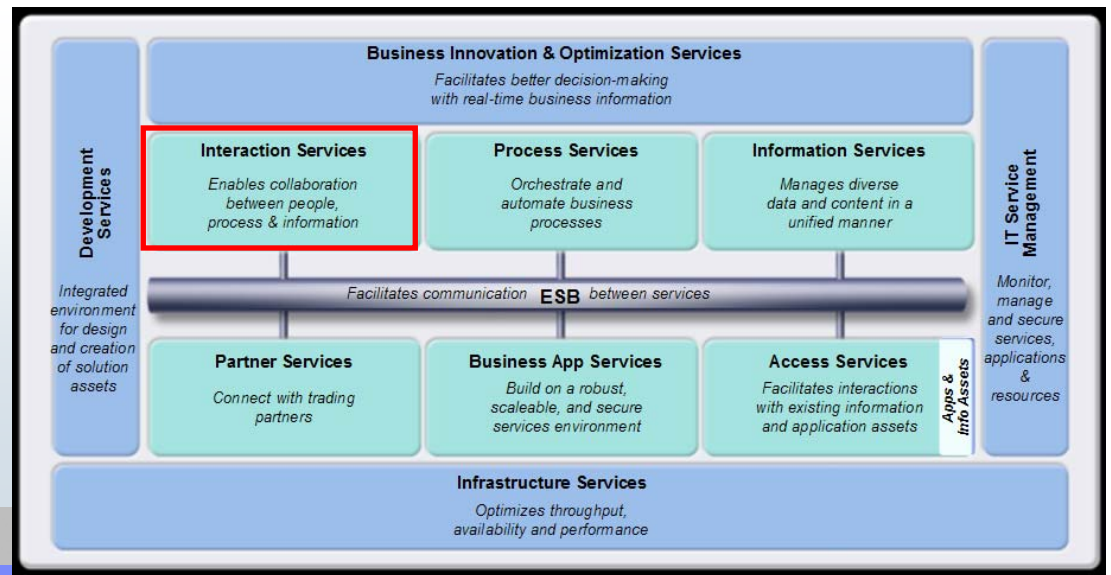 Business Innovation & Optimization Services
Facilitates better decision-making
with real-time business information
Development
Services
Integrated
environment
for design
and creation
of solution
assets
Interaction Services
Enables collaboration
between people,
process & information
Process Services
Orchestrate and
automate business
processes
Information Services
Manages diverse
data and content in a
unified manner
IT Service
Management
Monitor,
manage
and secure
services,
applications
&
resources
Facilitates communication ESB between services
Partner Services
Connect with trading
partners
Business App Services
Build on a robust,
scaleable, and secure
services environment
Access Services
Facilitates interactions
with existing information
and application assets
Apps &
Info Assets
Infrastructure Services
Optimizes throughput,
availability and performance